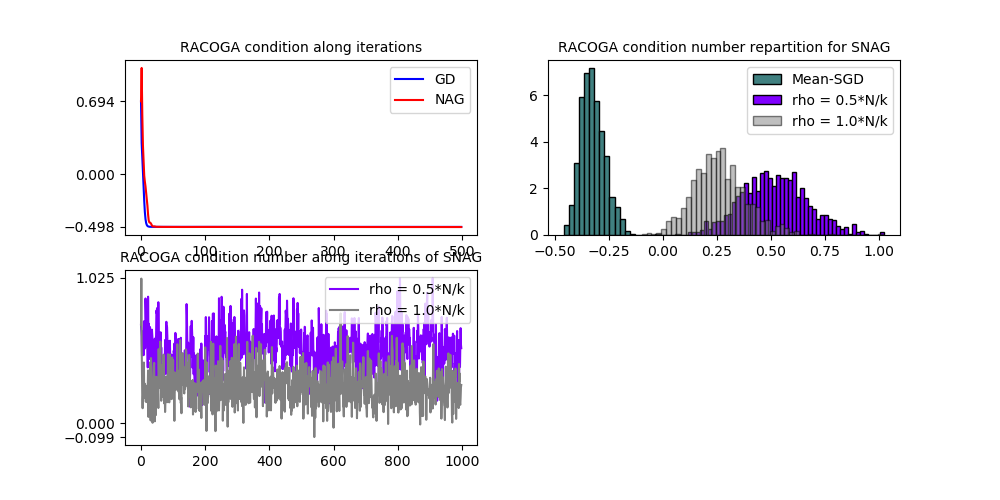 RACOGA condition along iterations
GD
NAG
0.694
0.000
−0.498
0 100 200 300 400 500
RACOGA condition number repartition for SNAG
Mean-SGD
rho = 0.5*N/k
rho = 1.0*N/k
6
4
2
0
−0.50 −0.25 0.00 0.25 0.50 0.75 1.00
RACOGA condition number along iterations of SNAG
rho = 0.5*N/k
rho = 1.0*N/k
1.025
0.000
−0.099
0 200 400 600 800 1000